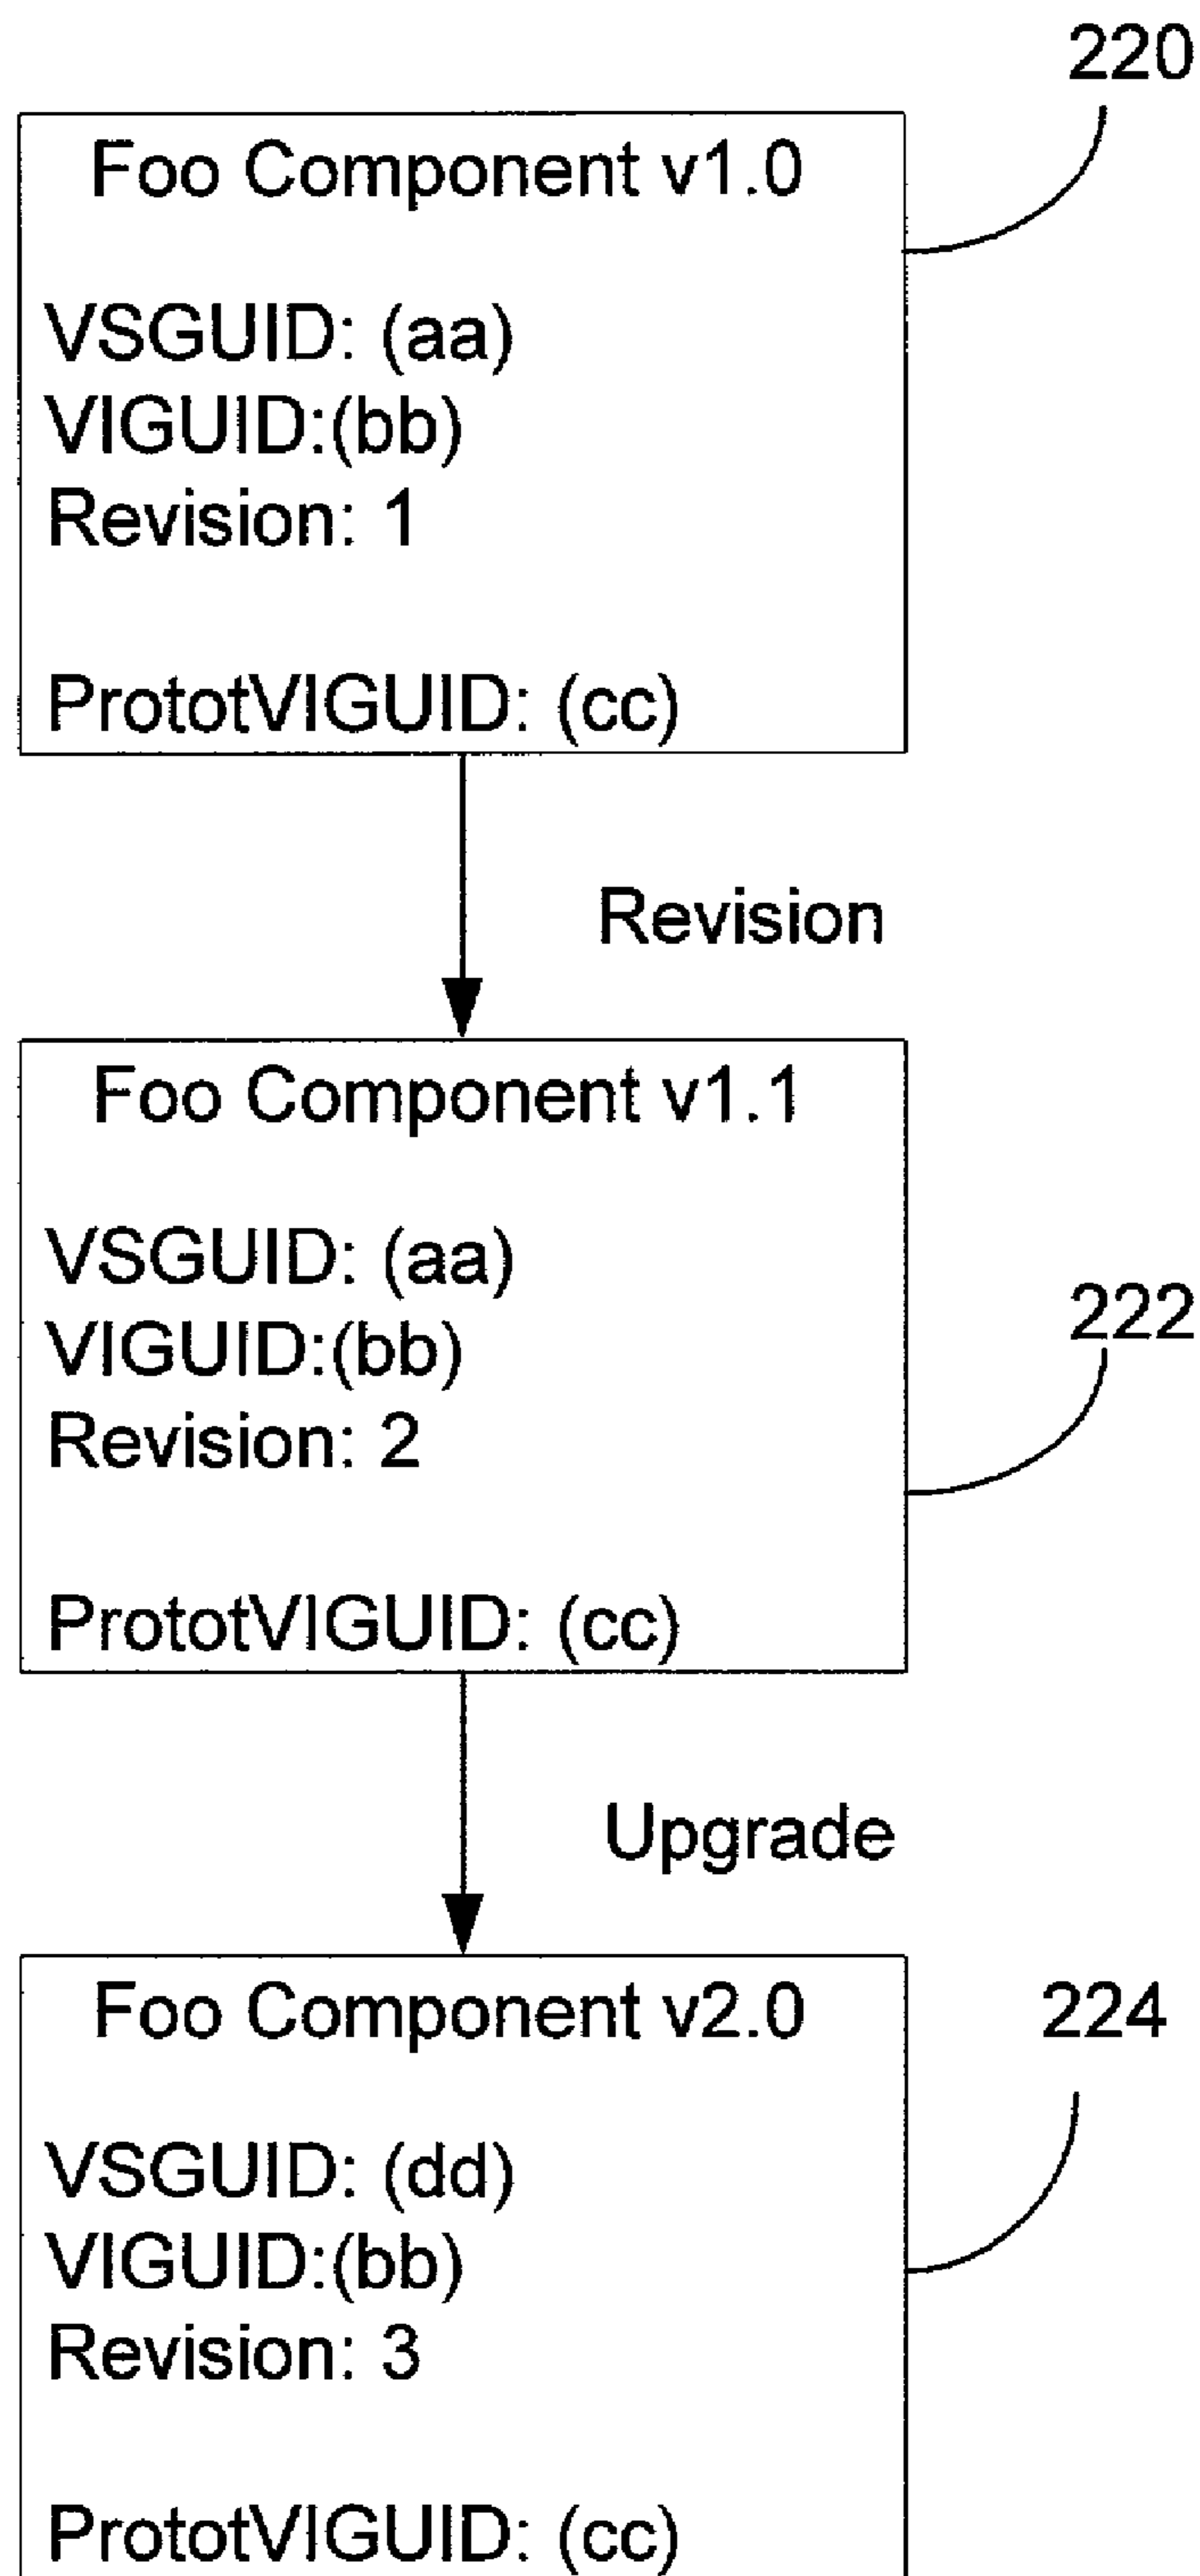 220
Foo Component v1.0
VSGUID: (aa)
VIGUID:(bb)
Revision: 1
PrototVIGUID: (cc)
Revision
Foo Component v1.1
VSGUID: (aa)
VIGUID:(bb)
Revision: 2
PrototVIGUID: (cc)
222
Upgrade
Foo Component v2.0
224
VSGUID: (dd)
VIGUID:(bb)
Revision: 3
PrototVIGUID: (cc)